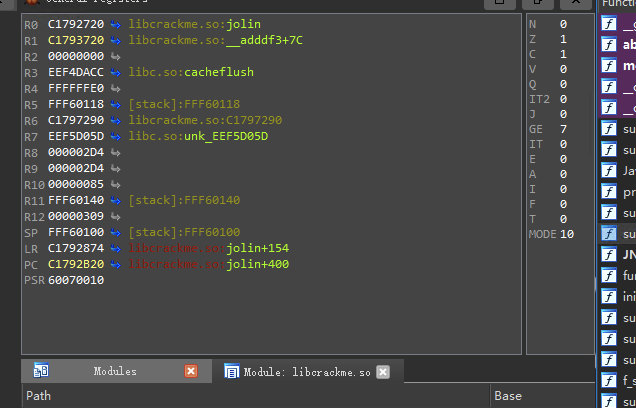 General registers
R0 C1792720 libcrackme.so:jolin
R1 C1793720 libcrackme.so:__adddf3+7C
R2 00000000
R3 EEF4DACC libc.so:cacheflush
R4 FFFFFFE0
R5 FFF60118 [stack]:FFF60118
R6 C1797290 libcrackme.so:C1797290
R7 EEF5D05D libc.so:unk_EEF5D05D
R8 000002D4
R9 000002D4
R10 00000085
R11 FFF60140 [stack]:FFF60140
R12 00000309
SP FFF60100 [stack]:FFF60100
LR C1792874 libcrackme.so:jolin+154
PC C1792B20 libcrackme.so:jolin+400
PSR 60070010
N 0
Z 1
C 1
V 0
Q 0
IT2 0
J 0
GE 7
IT 0
E 0
A 0
I 0
F 0
T 0
MODE 10
Function
f __g
f ab
f me
f __c
f __c
f su
f su
f Jav
f pr
f su
f su
f JN
f fur
f ini
f su
f su
f su
f f_s
f su
Modules
Module: libcrackme.so
Path
Base